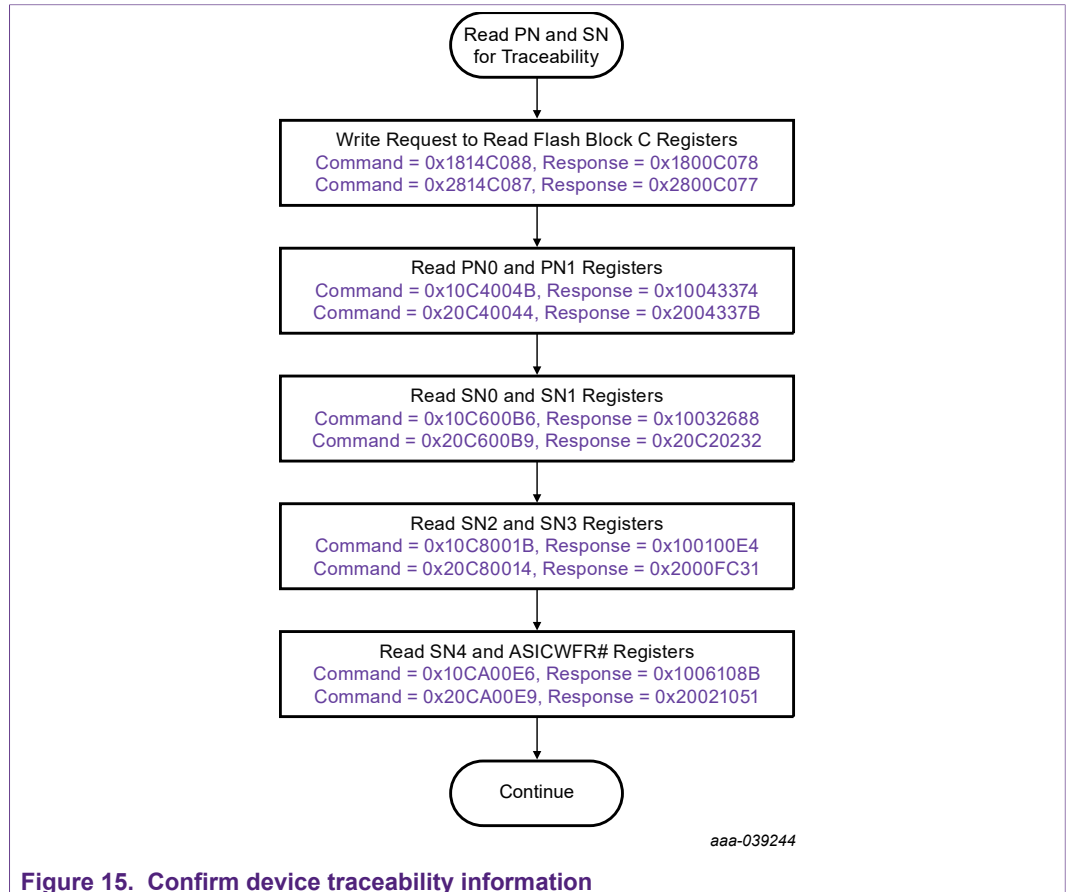 Read PN and SN
for Traceability
Write Request to Read Flash Block C Registers
Command = 0x1814C088, Response = 0x1800C078
Command = 0x2814C087, Response = 0x2800C077
Read PN0 and PN1 Registers
Command = 0x10C4004B, Response = 0x10043374
Command = 0x20C40044, Response = 0x2004337B
Read SN0 and SN1 Registers
Command = 0x10C600B6, Response = 0x10032688
Command = 0x20C600B9, Response = 0x20C20232
Read SN2 and SN3 Registers
Command = 0x10C8001B, Response = 0x100100E4
Command = 0x20C80014, Response = 0x2000FC31
Read SN4 and ASICWFR# Registers
Command = 0x10CA00E6, Response = 0x1006108B
Command = 0x20CA00E9, Response = 0x20021051
Continue
aaa-039244
Figure 15. Confirm device traceability information